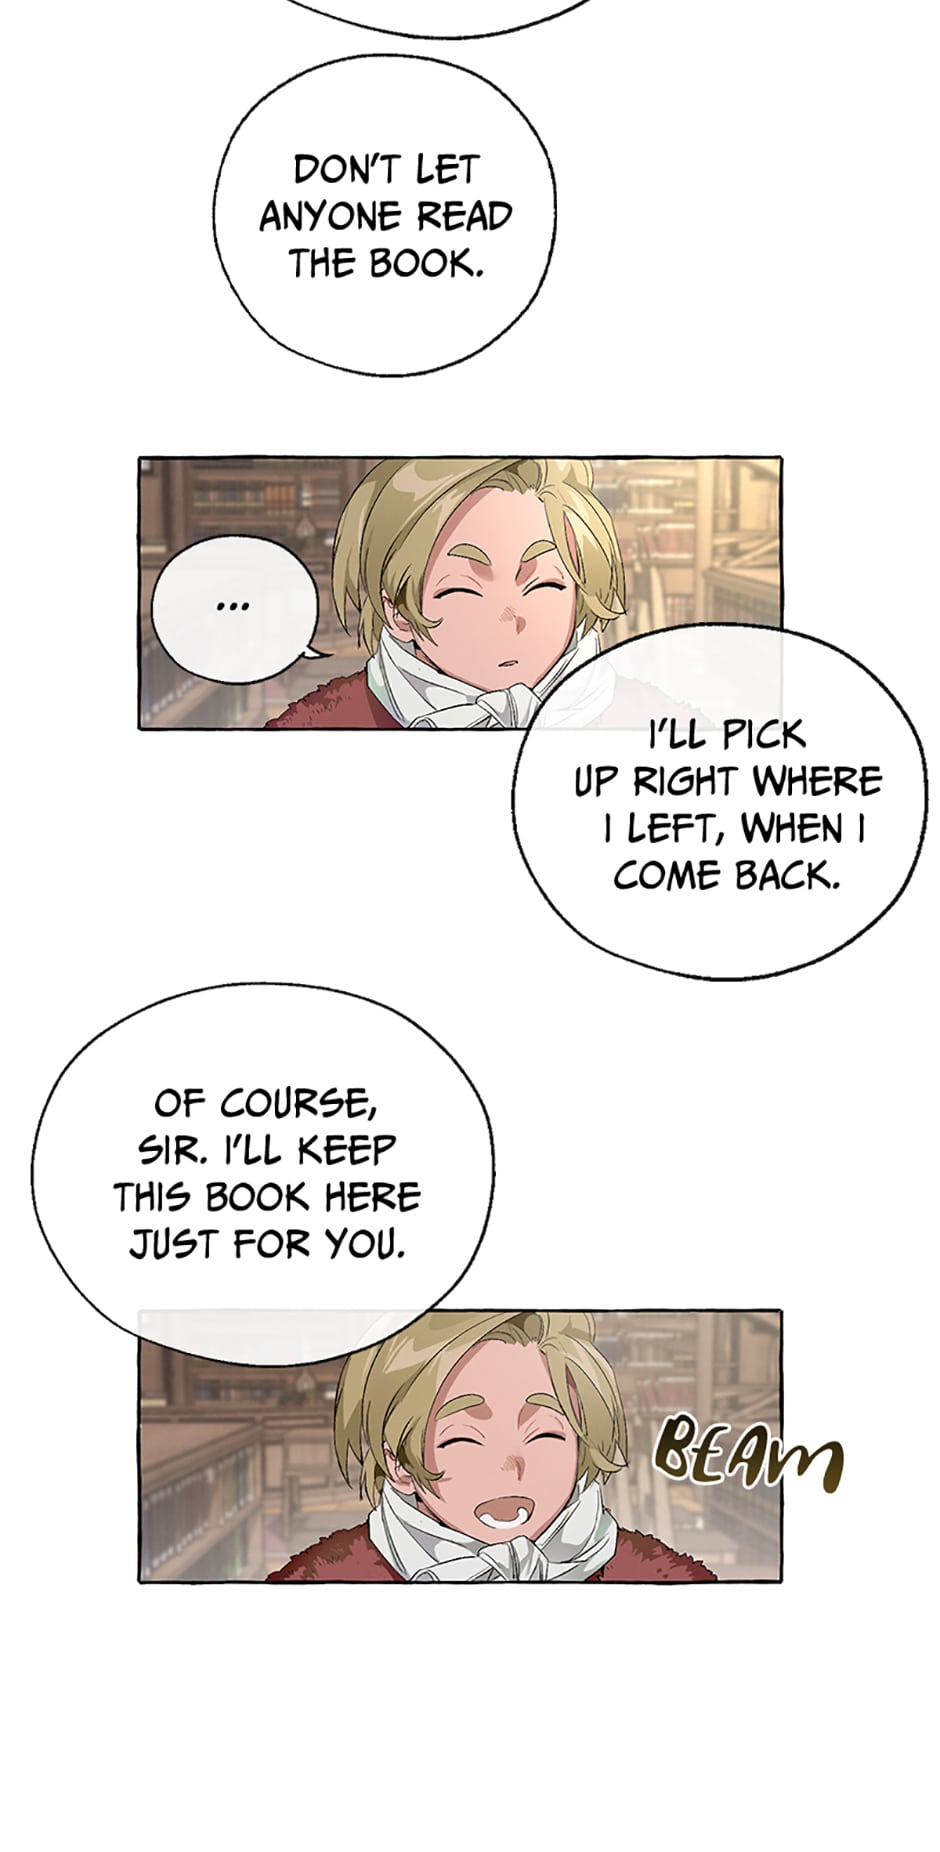 DON'T LET
ANYONE READ
THE BOOK.
...
I'LL PICK
UP RIGHT WHERE
I LEFT, WHEN I
COME BACK.
OF COURSE,
SIR. I'LL KEEP
THIS BOOK HERE
JUST FOR YOU.
BEAM